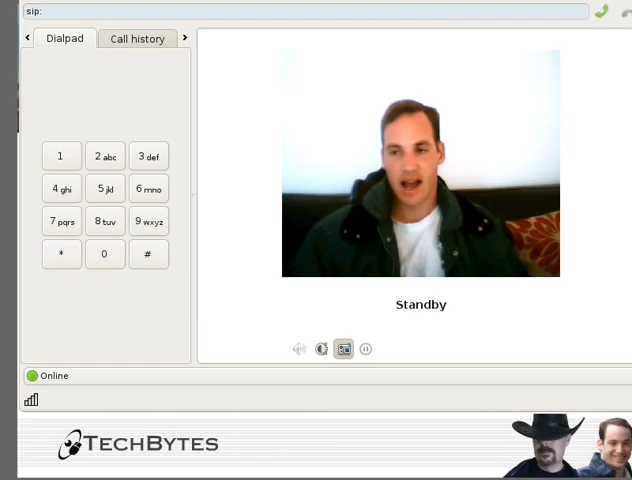 sip:
Dialpad
Call history
1
2 abc
3 def
4 ghi
5 jkl
6 mno
7 pqrs
8 tuv
9 wxyz
*
0
#
Standby
Online
TECHBYTES